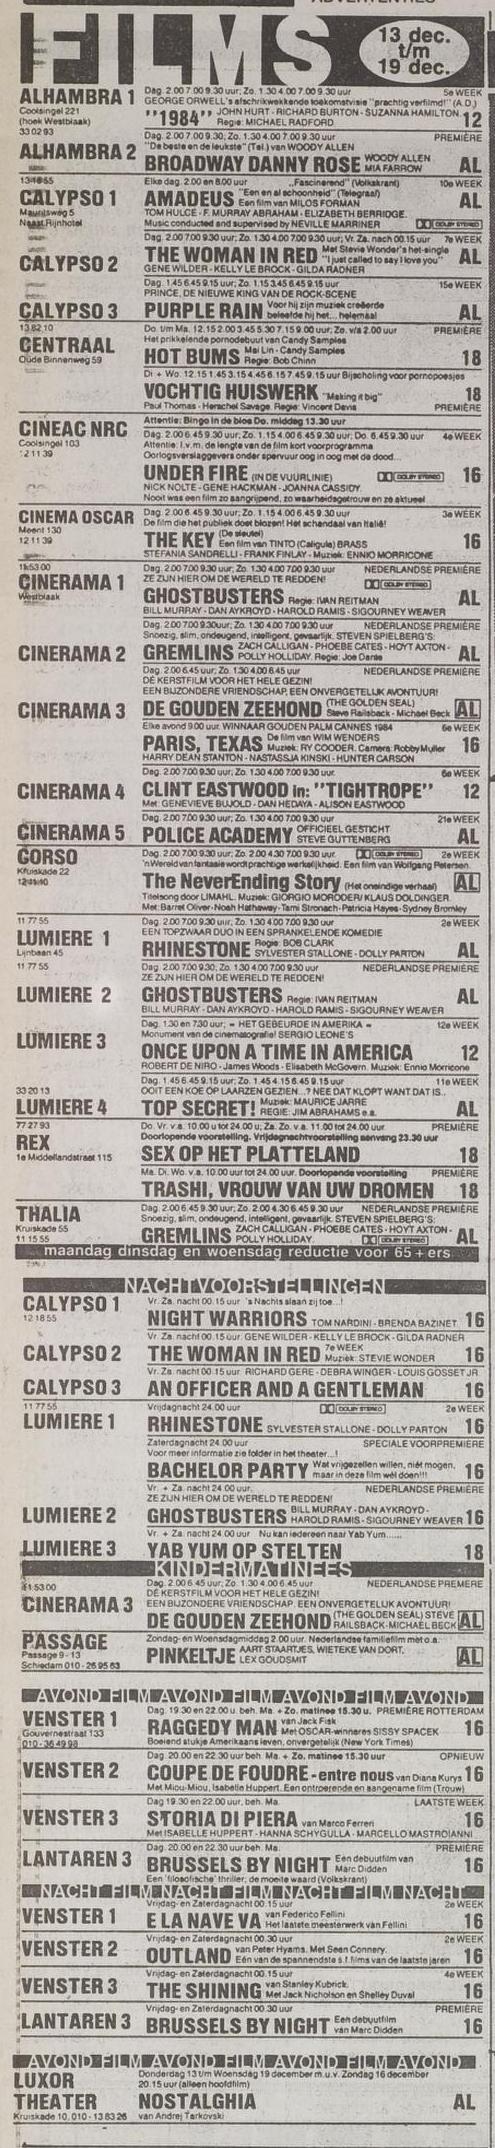 ADVERTENTIES
FILMS
13 dec.
t/m
19 dec.
ALHAMBRA 1
Coolsingel 221
(hoek Westblaak)
33 02 93
Dag. 2.00 7.00 9.30 uur; Zo. 1.30 4.00 7.00 9.30 uur 5e WEEK
GEORGE ORWELL's afschrikwekkende toekomstvisie "prachtig verfilmd!" (A.D.)
"1984" JOHN HURT - RICHARD BURTON - SUZANNA HAMILTON 12
Regie: MICHAEL RADFORD
ALHAMBRA 2
Dag. 2.00 7.00 9.30; Zo. 1.30 4.00 7.00 9.30 uur PREMIÈRE
"De beste en de leukste" (Tel.) van WOODY ALLEN
BROADWAY DANNY ROSE WOODY ALLEN MIA FARROW AL
CALYPSO 1
Mauritsweg 5
Naast Rijnhotel
Elke dag. 2.00 en 8.00 uur "Fascinerend" (Volkskrant) 10e WEEK
AMADEUS "Een en al schoonheid" (Telegraaf) AL
Een film van MILOS FORMAN
TOM HULCE - F. MURRAY ABRAHAM - ELIZABETH BERRIDGE.
Music conducted and supervised by NEVILLE MARRINER DOLBY STEREO
CALYPSO 2
Dag. 2.00 7.00 9.30 uur; Zo. 1.30 4.00 7.00 9.30 uur; Vr. Za. nach 00.15 uur 7e WEEK
THE WOMAN IN RED Met Stevie Wonder's hit-single AL
"I just called to say I love you"
GENE WILDER - KELLY LE BROCK - GILDA RADNER
CALYPSO 3
Dag. 1.45 6.45 9.15 uur; Zo. 1.15 3.45 6.45 9.15 uur 15e WEEK
PRINCE, DE NIEUWE KING VAN DE ROCK-SCENE
PURPLE RAIN Voor hij zijn muziek creëerde AL
beleefde hij het... helemaal
CENTRAAL
13 82 10
Oude Binnenweg 59
Do. t/m Ma. 12.15 2.00 3.45 5.30 7.15 9.00 uur; Zo. v/a 2.00 uur PREMIÈRE
Het prikkelende pornodebuut van Candy Samples
HOT BUMS Mai Lin - Candy Samples 18
Regie: Bob Chinn
Di + Wo. 12.15 1.45 3.15 4.45 6.15 7.45 9.15 uur Bijscholing voor pornopoesjes
VOCHTIG HUISWERK "Making it big" 18
Paul Thomas - Herschel Savage. Regie: Vincent Davis PREMIÈRE
CINEAC NRC
Coolsingel 103
12 11 39
Attentie: Bingo in de bios Do. middag 13.30 uur
Dag. 2.00 6.45 9.30 uur; Zo. 1.15 4.00 6.45 9.30 uur; Do. 6.45 9.30 uur 4e WEEK
Attentie: I.v.m. de lengte van de film kort voorprogramma
Oorlogsverslaggevers onder spervuur oog in oog met de dood...
UNDER FIRE (IN DE VUURLINIE) DOLBY STEREO 16
NICK NOLTE - GENE HACKMAN - JOANNA CASSIDY
Nooit was een film zo aangrijpend, zo waarheidsgetrouw en zo aktueel
CINEMA OSCAR
Meent 130
12 11 39
Dag. 2.00 6.45 9.30 uur; Zo. 1.15 4.00 6.45 9.30 uur 3e WEEK
De film die het publiek doet blozen! Het schandaal van Italië!
THE KEY (De sleutel) 16
Een film van TINTO (Caligula) BRASS
STEFANIA SANDRELLI - FRANK FINLAY - Muziek: ENNIO MORRICONE
CINERAMA 1
11 53 00
Westblaak
Dag. 2.00 7.00 9.30 uur; Zo. 1.30 4.00 7.00 9.30 uur NEDERLANDSE PREMIÈRE
ZE ZIJN HIER OM DE WERELD TE REDDEN! DOLBY STEREO
GHOSTBUSTERS Regie: IVAN REITMAN AL
BILL MURRAY - DAN AYKROYD - HAROLD RAMIS - SIGOURNEY WEAVER
CINERAMA 2
Dag. 2.00 7.00 9.30 uur; Zo. 1.30 4.00 7.00 9.30 uur NEDERLANDSE PREMIÈRE
Snoezig, slim, ondeugend, intelligent, gevaarlijk. STEVEN SPIELBERG'S:
GREMLINS ZACH CALLIGAN - PHOEBE CATES - HOYT AXTON - AL
POLLY HOLLIDAY. Regie: Joe Dante
CINERAMA 3
Dag. 2.00 6.45 uur; Zo. 1.30 4.00 6.45 NEDERLANDSE PREMIÈRE
DÉ KERSTFILM VOOR HET HELE GEZIN!
EEN BIJZONDERE VRIENDSCHAP, EEN ONVERGETELIJK AVONTUUR!
DE GOUDEN ZEEHOND (THE GOLDEN SEAL) AL
Steve Railsback - Michael Beck
Elke avond 9.00 uur. WINNAAR GOUDEN PALM CANNES 1984 6e WEEK
PARIS, TEXAS De film van WIM WENDERS 16
Muziek: RY COODER. Camera: Robby Müller
HARRY DEAN STANTON - NASTASSJA KINSKI - HUNTER CARSON
CINERAMA 4
Dag. 2.00 7.00 9.30 uur; Zo. 1.30 4.00 7.00 9.30 uur. 6e WEEK
CLINT EASTWOOD in: "TIGHTROPE" 12
Met: GENEVIEVE BUJOLD - DAN HEDAYA - ALISON EASTWOOD
CINERAMA 5
Dag. 2.00 7.00 9.30 uur; Zo. 1.30 4.00 7.00 9.30 uur 21e WEEK
POLICE ACADEMY OFFICIEEL GESTICHT AL
STEVE GUTTENBERG
CORSO
Kruiskade 22
Dag. 2.00 7.00 9.30 uur; Zo. 2.00 4.30 7.00 9.30 uur. DOLBY STEREO 2e WEEK
'n Wereld van fantasie wordt prachtige werkelijkheid. Een film van Wolfgang Petersen.
The NeverEnding Story (Het oneindige verhaal) AL
Titelsong door LIMAHL. Muziek: GIORGIO MORODER/KLAUS DOLDINGER
Met: Barret Oliver - Noah Hathaway - Tami Stronach - Patricia Hayes - Sydney Bromley
LUMIERE 1
11 77 55
Lijnbaan 45
Dag. 2.00 7.00 9.30 uur; Zo. 1.30 4.00 7.00 9.30 uur 2e WEEK
EEN TOPZWAAR DUO IN EEN SPRANKELENDE KOMEDIE
RHINESTONE Regie: BOB CLARK AL
SYLVESTER STALLONE - DOLLY PARTON
LUMIERE 2
11 77 55
Dag. 2.00 7.00 9.30; Zo. 1.30 4.00 7.00 9.30 uur NEDERLANDSE PREMIÈRE
ZE ZIJN HIER OM DE WERELD TE REDDEN!
GHOSTBUSTERS Regie: IVAN REITMAN AL
BILL MURRAY - DAN AYKROYD - HAROLD RAMIS - SIGOURNEY WEAVER
LUMIERE 3
Dag. 1.30 en 7.30 uur; = HET GEBEURDE IN AMERIKA = 12e WEEK
Monument van de cinematografie! SERGIO LEONE'S
ONCE UPON A TIME IN AMERICA 12
ROBERT DE NIRO - James Woods - Elisabeth McGovern. Muziek: Ennio Morricone
LUMIERE 4
33 20 13
Dag. 1.45 6.45 9.15 uur; Zo. 1.45 4.15 6.45 9.15 uur 11e WEEK
OOIT EEN KOE OP LAARZEN GEZIEN...? NEE DAT KLOPT WANT DAT IS..
TOP SECRET! Muziek: MAURICE JARRE AL
REGIE: JIM ABRAHAMS e.a.
REX
77 27 93
1e Middellandstraat 115
Do. Vr. v.a. 10.00 u tot 24.00 u; Za. Zo. v.a. 11.00 tot 24.00 uur. PREMIÈRE
Doorlopende voorstelling. Vrijdagnachtvoorstelling aanvang 23.30 uur
SEX OP HET PLATTELAND 18
Ma. Di. Wo. v.a. 10.00 uur tot 24.00 uur. Doorlopende voorstelling PREMIÈRE
TRASHI, VROUW VAN UW DROMEN 18
THALIA
Kruiskade 55
11 15 55
Dag. 2.00 6.45 9.30 uur; Zo. 2.00 4.30 6.45 9.30 uur NEDERLANDSE PREMIÈRE
Snoezig, slim, ondeugend, intelligent, gevaarlijk. STEVEN SPIELBERG'S:
GREMLINS ZACH CALLIGAN - PHOEBE CATES - HOYT AXTON - AL
POLLY HOLLIDAY. DOLBY STEREO
maandag dinsdag en woensdag reductie voor 65+ers
NACHTVOORSTELLINGEN
CALYPSO 1
12 18 55
Vr. Za. nacht 00.15 uur 's Nachts slaan zij toe...!
NIGHT WARRIORS TOM NARDINI - BRENDA BAZINET 16
CALYPSO 2
Vr. Za. nacht 00.15 uur. GENE WILDER - KELLY LE BROCK - GILDA RADNER
THE WOMAN IN RED 7e WEEK 16
Muziek: STEVIE WONDER
CALYPSO 3
Vr. Za. nacht 00.15 uur RICHARD GERE - DEBRA WINGER - LOUIS GOSSET JR
AN OFFICER AND A GENTLEMAN 16
LUMIERE 1
11 77 55
Vrijdagnacht 24.00 uur DOLBY STEREO 2e WEEK
RHINESTONE SYLVESTER STALLONE - DOLLY PARTON 16
Zaterdagnacht 24.00 uur SPECIALE VOORPREMIÈRE
Voor meer informatie zie folder in het theater...!
BACHELOR PARTY Wat vrijgezellen willen, niét mogen, 16
maar in deze film wél doen!!!
LUMIERE 2
Vr. + Za. nacht 24.00 uur. NEDERLANDSE PREMIÈRE
ZE ZIJN HIER OM DE WERELD TE REDDEN!
GHOSTBUSTERS BILL MURRAY - DAN AYKROYD - 16
HAROLD RAMIS - SIGOURNEY WEAVER
LUMIERE 3
Vr. + Za. nacht 24.00 uur Nu kan iedereen naar Yab Yum......
YAB YUM OP STELTEN 18
KINDERMATINEES
CINERAMA 3
11 53 00
Dag. 2.00 6.45 uur; Zo. 1.30 4.00 6.45 uur NEDERLANDSE PREMIÈRE
DÉ KERSTFILM VOOR HET HELE GEZIN!
EEN BIJZONDERE VRIENDSCHAP. EEN ONVERGETELIJK AVONTUUR!
DE GOUDEN ZEEHOND (THE GOLDEN SEAL) STEVE AL
RAILSBACK - MICHAEL BECK
PASSAGE
Passage 9 - 13
Schiedam 010 - 26 95 63
Zondag- en Woensdagmiddag 2.00 uur. Nederlandse familiefilm met o.a.
PINKELTJE AART STAARTJES, WIETEKE VAN DORT, AL
LEX GOUDSMIT
AVOND FILM AVOND FILM AVOND FILM AVOND
VENSTER 1
Gouvernestraat 133
010 - 36 49 98
Dag. 19.30 en 22.00 u. beh. Ma. + Zo. matinee 15.30 u. PREMIÈRE ROTTERDAM
RAGGEDY MAN van Jack Fisk 16
Met OSCAR-winnares SISSY SPACEK
Boeiend stukje Amerikaans leven, onvergetelijk (New York Times)
VENSTER 2
Dag. 20.00 en 22.30 uur beh. Ma. + Zo. matinee 15.30 uur OPNIEUW
COUPE DE FOUDRE - entre nous van Diana Kurys 16
Met Miou-Miou, Isabelle Huppert. Een ontroerende en aangename film (Trouw)
VENSTER 3
Dag 19.30 en 22.00 uur, beh. Ma. LAATSTE WEEK
STORIA DI PIERA van Marco Ferreri 16
Met ISABELLE HUPPERT - HANNA SCHYGULLA - MARCELLO MASTROIANNI
LANTAREN 3
Dag. 20.00 en 22.30 uur beh. Ma. PREMIÈRE
BRUSSELS BY NIGHT Een debuutfilm van 16
Marc Didden
Een 'filosofische' thriller; de moeite waard (Volkskrant)
NACHT FILM NACHT FILM NACHT FILM NACHT
VENSTER 1
Vrijdag- en Zaterdagnacht 00.15 uur 2e WEEK
E LA NAVE VA van Federico Fellini 16
Het laatste meesterwerk van Fellini
VENSTER 2
Vrijdag- en Zaterdagnacht 00.30 uur 2e WEEK
OUTLAND van Peter Hyams. Met Sean Connery. 16
Eén van de spannendste s.f. films van de laatste jaren
VENSTER 3
Vrijdag- en Zaterdagnacht 00.15 uur 4e WEEK
THE SHINING van Stanley Kubrick. 16
Met Jack Nicholson en Shelley Duval
LANTAREN 3
Vrijdag- en Zaterdagnacht 00.30 uur PREMIÈRE
BRUSSELS BY NIGHT Een debuutfilm 16
van Marc Didden
AVOND FILM AVOND FILM AVOND FILM AVOND
LUXOR
THEATER
Kruiskade 10, 010 - 13 83 26
Donderdag 13 t/m Woensdag 19 december m.u.v. Zondag 16 december
20.15 uur (alleen hoofdfilm)
NOSTALGHIA AL
van Andrej Tarkovski